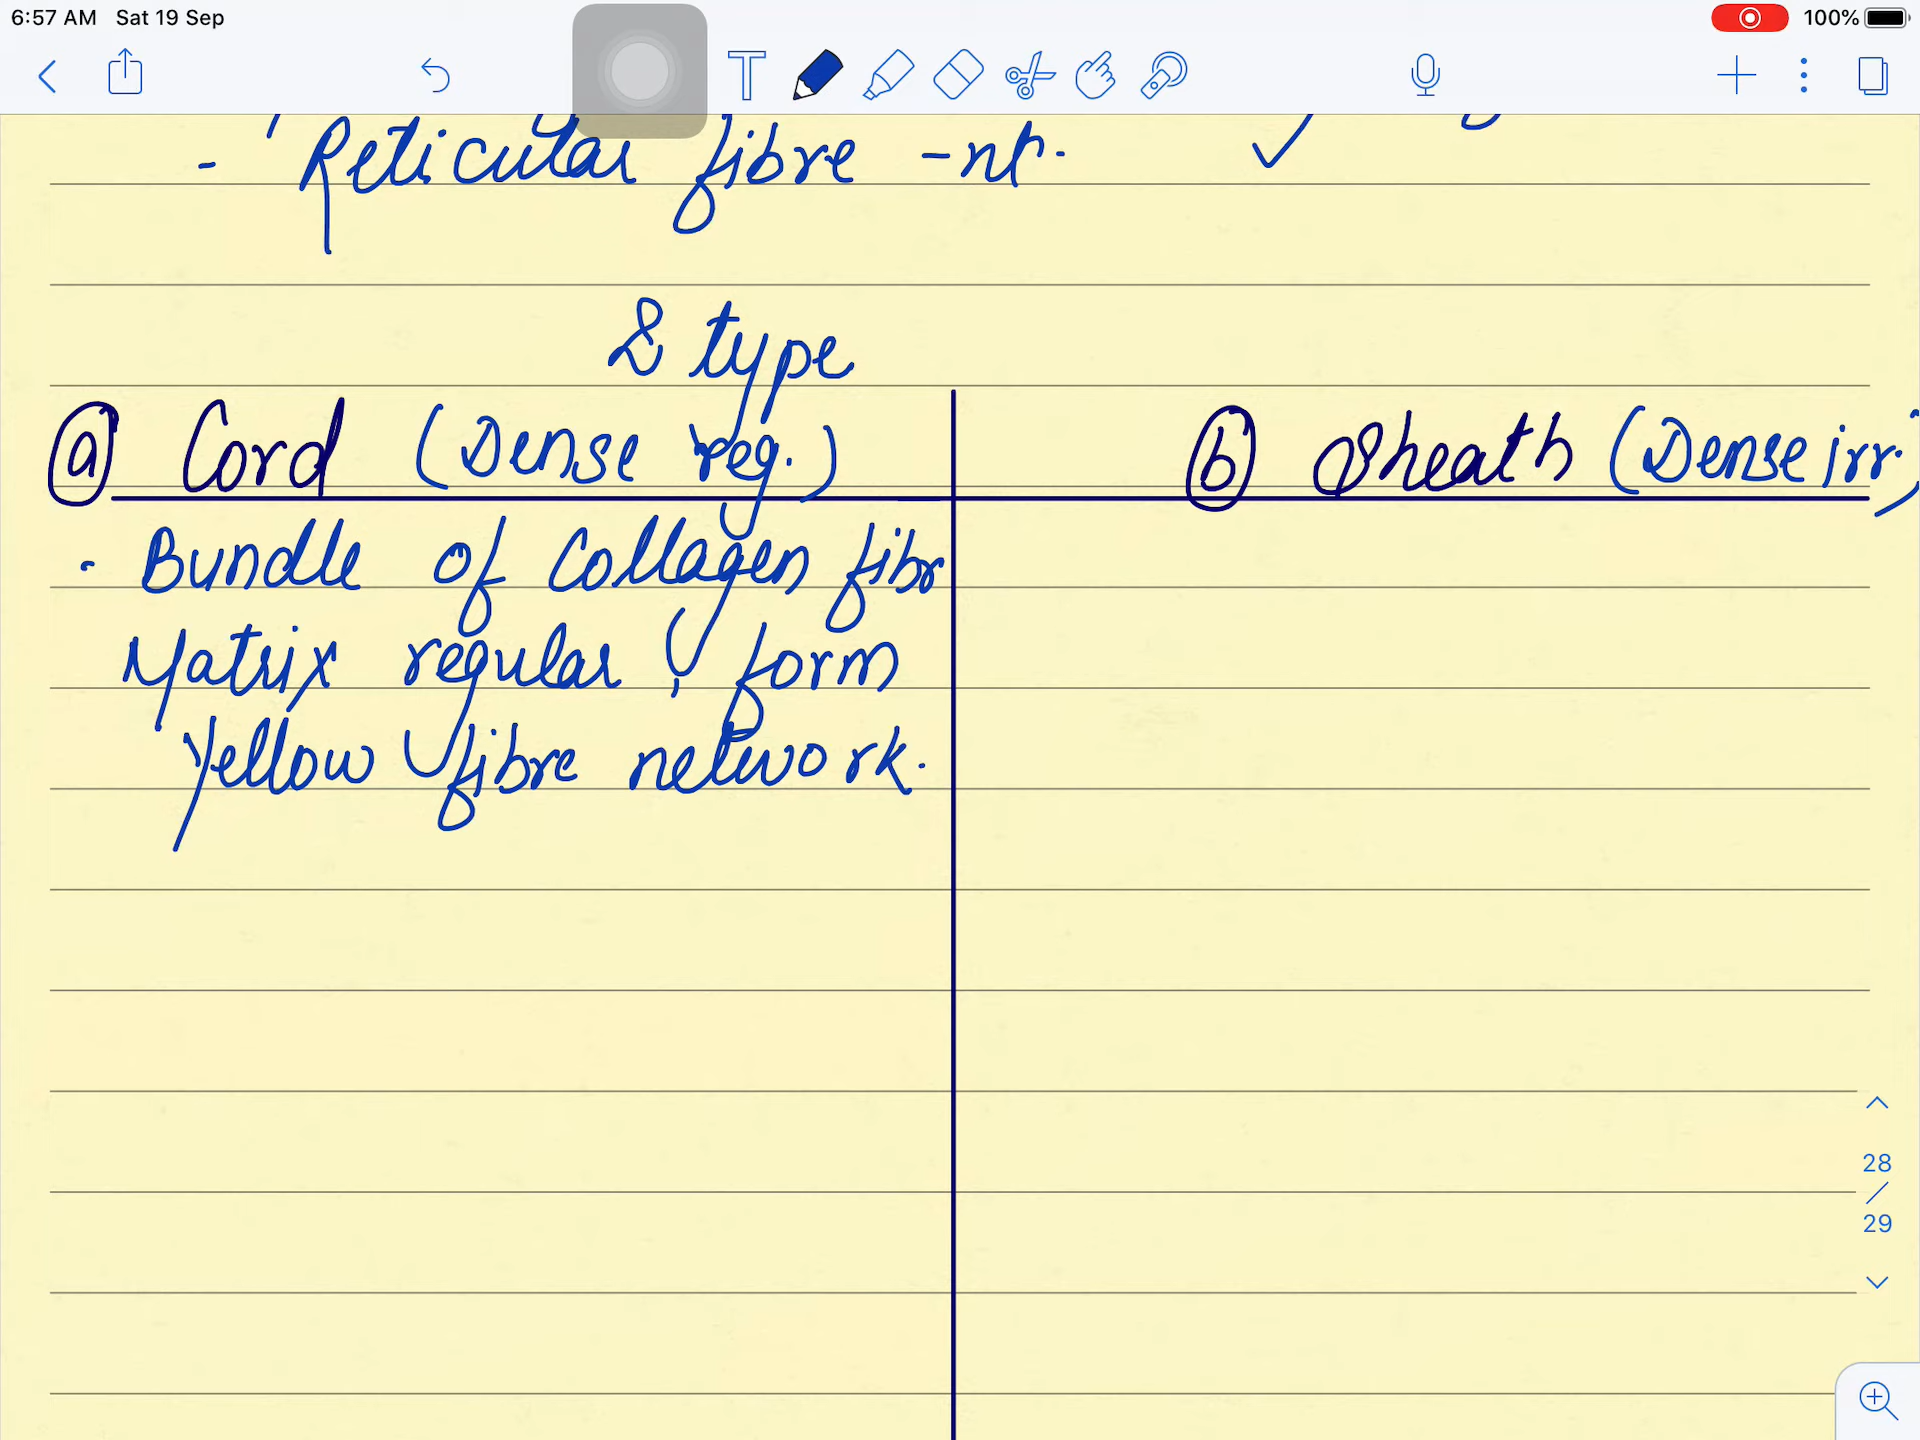 6:57 AM Sat 19 Sep 100%
- Reticular fibre -nt.
2 type
(a) Cord (Dense reg.)
(b) Sheath (Dense irr.)
. Bundle of Collagen fibr
Matrix regular, form
Yellow fibre network.
28
/
29